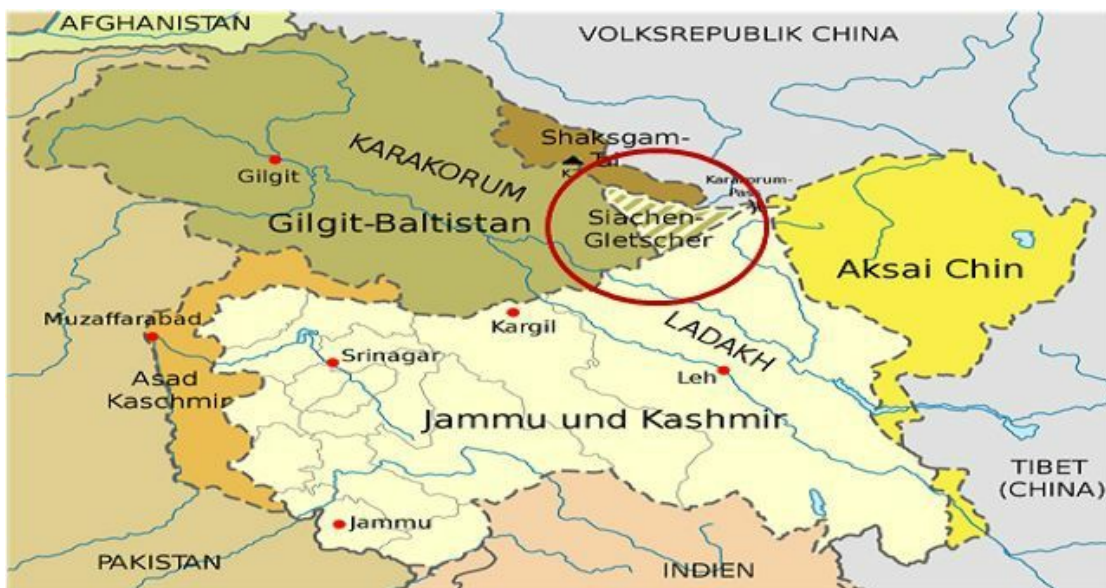 AFGHANISTAN
VOLKSREPUBLIK CHINA
Shaksgam-
Tal
K2
KARAKORUM
Gilgit
Karakorum-
Pass
Gilgit-Baltistan
Siachen-
Gletscher
Aksai Chin
Muzaffarabad
Kargil
Srinagar
LADAKH
Leh
Asad
Kaschmir
Jammu und Kashmir
TIBET
(CHINA)
Jammu
PAKISTAN
INDIEN